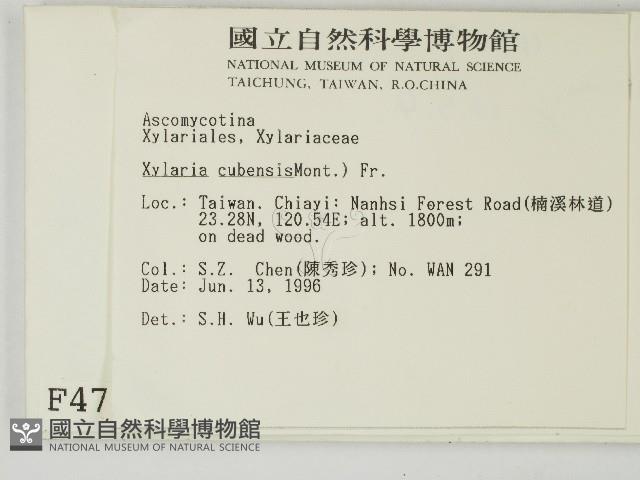 國立自然科學博物館
NATIONAL MUSEUM OF NATURAL SCIENCE
TAICHUNG, TAIWAN, R.O.CHINA
Ascomycotina
Xylariales, Xylariaceae
Xylaria cubensisMont.) Fr.
Loc.: Taiwan. Chiayi: Nanhsi Forest Road(楠溪林道)
23.28N, 120.54E; alt. 1800m;
on dead wood.
Col.: S.Z. Chen(陳秀珍); No. WAN 291
Date: Jun. 13, 1996
Det.: S.H. Wu(王也珍)
F47
國立自然科學博物館
NATIONAL MUSEUM OF NATURAL SCIENCE